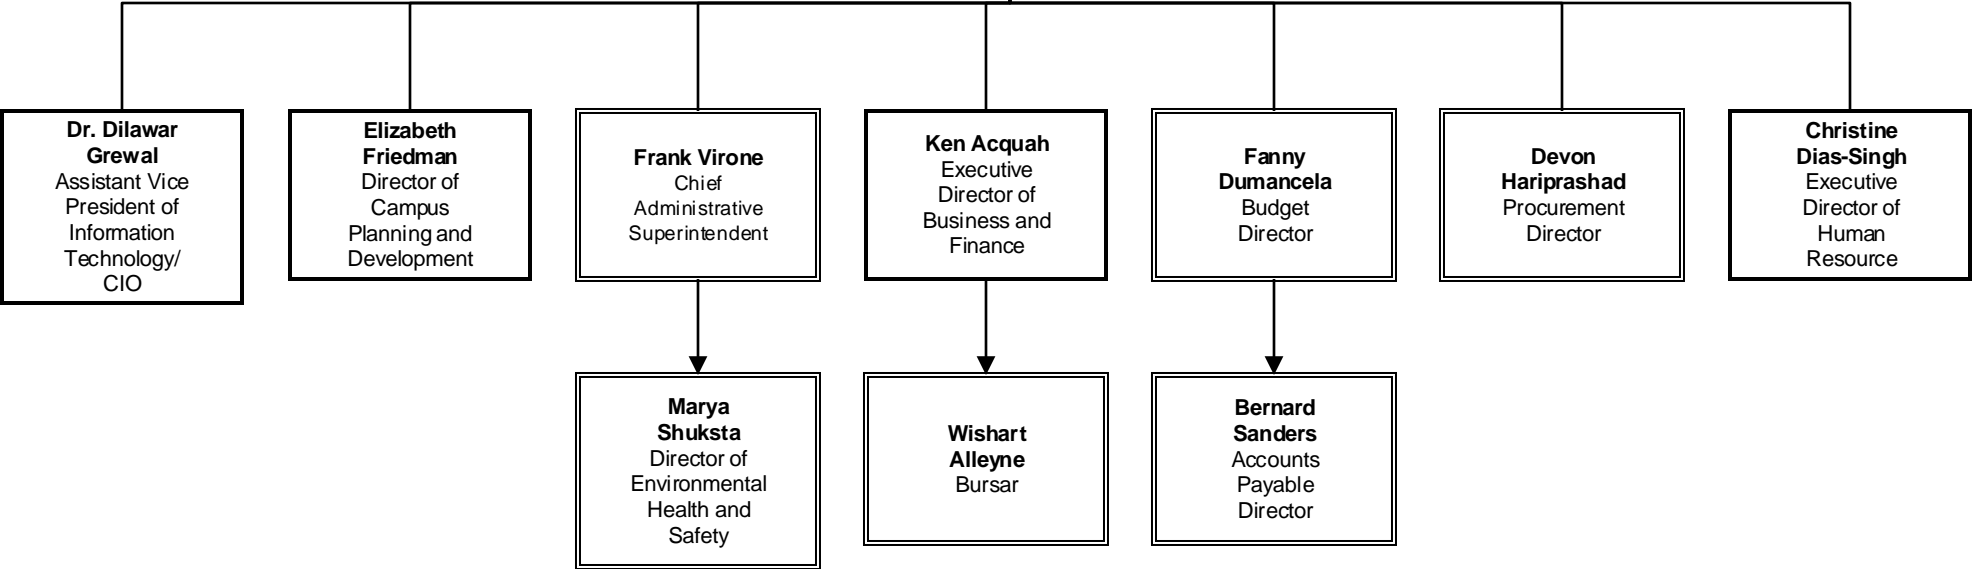 Dr. Dilawar
Grewal
Assistant Vice
President of
Information
Technology/
CIO
Elizabeth
Friedman
Director of
Campus
Planning and
Development
Frank Virone
Chief
Administrative
Superintendent
Ken Acquah
Executive
Director of
Business and
Finance
Fanny
Dumancela
Budget
Director
Devon
Hariprashad
Procurement
Director
Christine
Dias-Singh
Executive
Director of
Human
Resource
Marya
Shuksta
Director of
Environmental
Health and
Safety
Wishart
Alleyne
Bursar
Bernard
Sanders
Accounts
Payable
Director